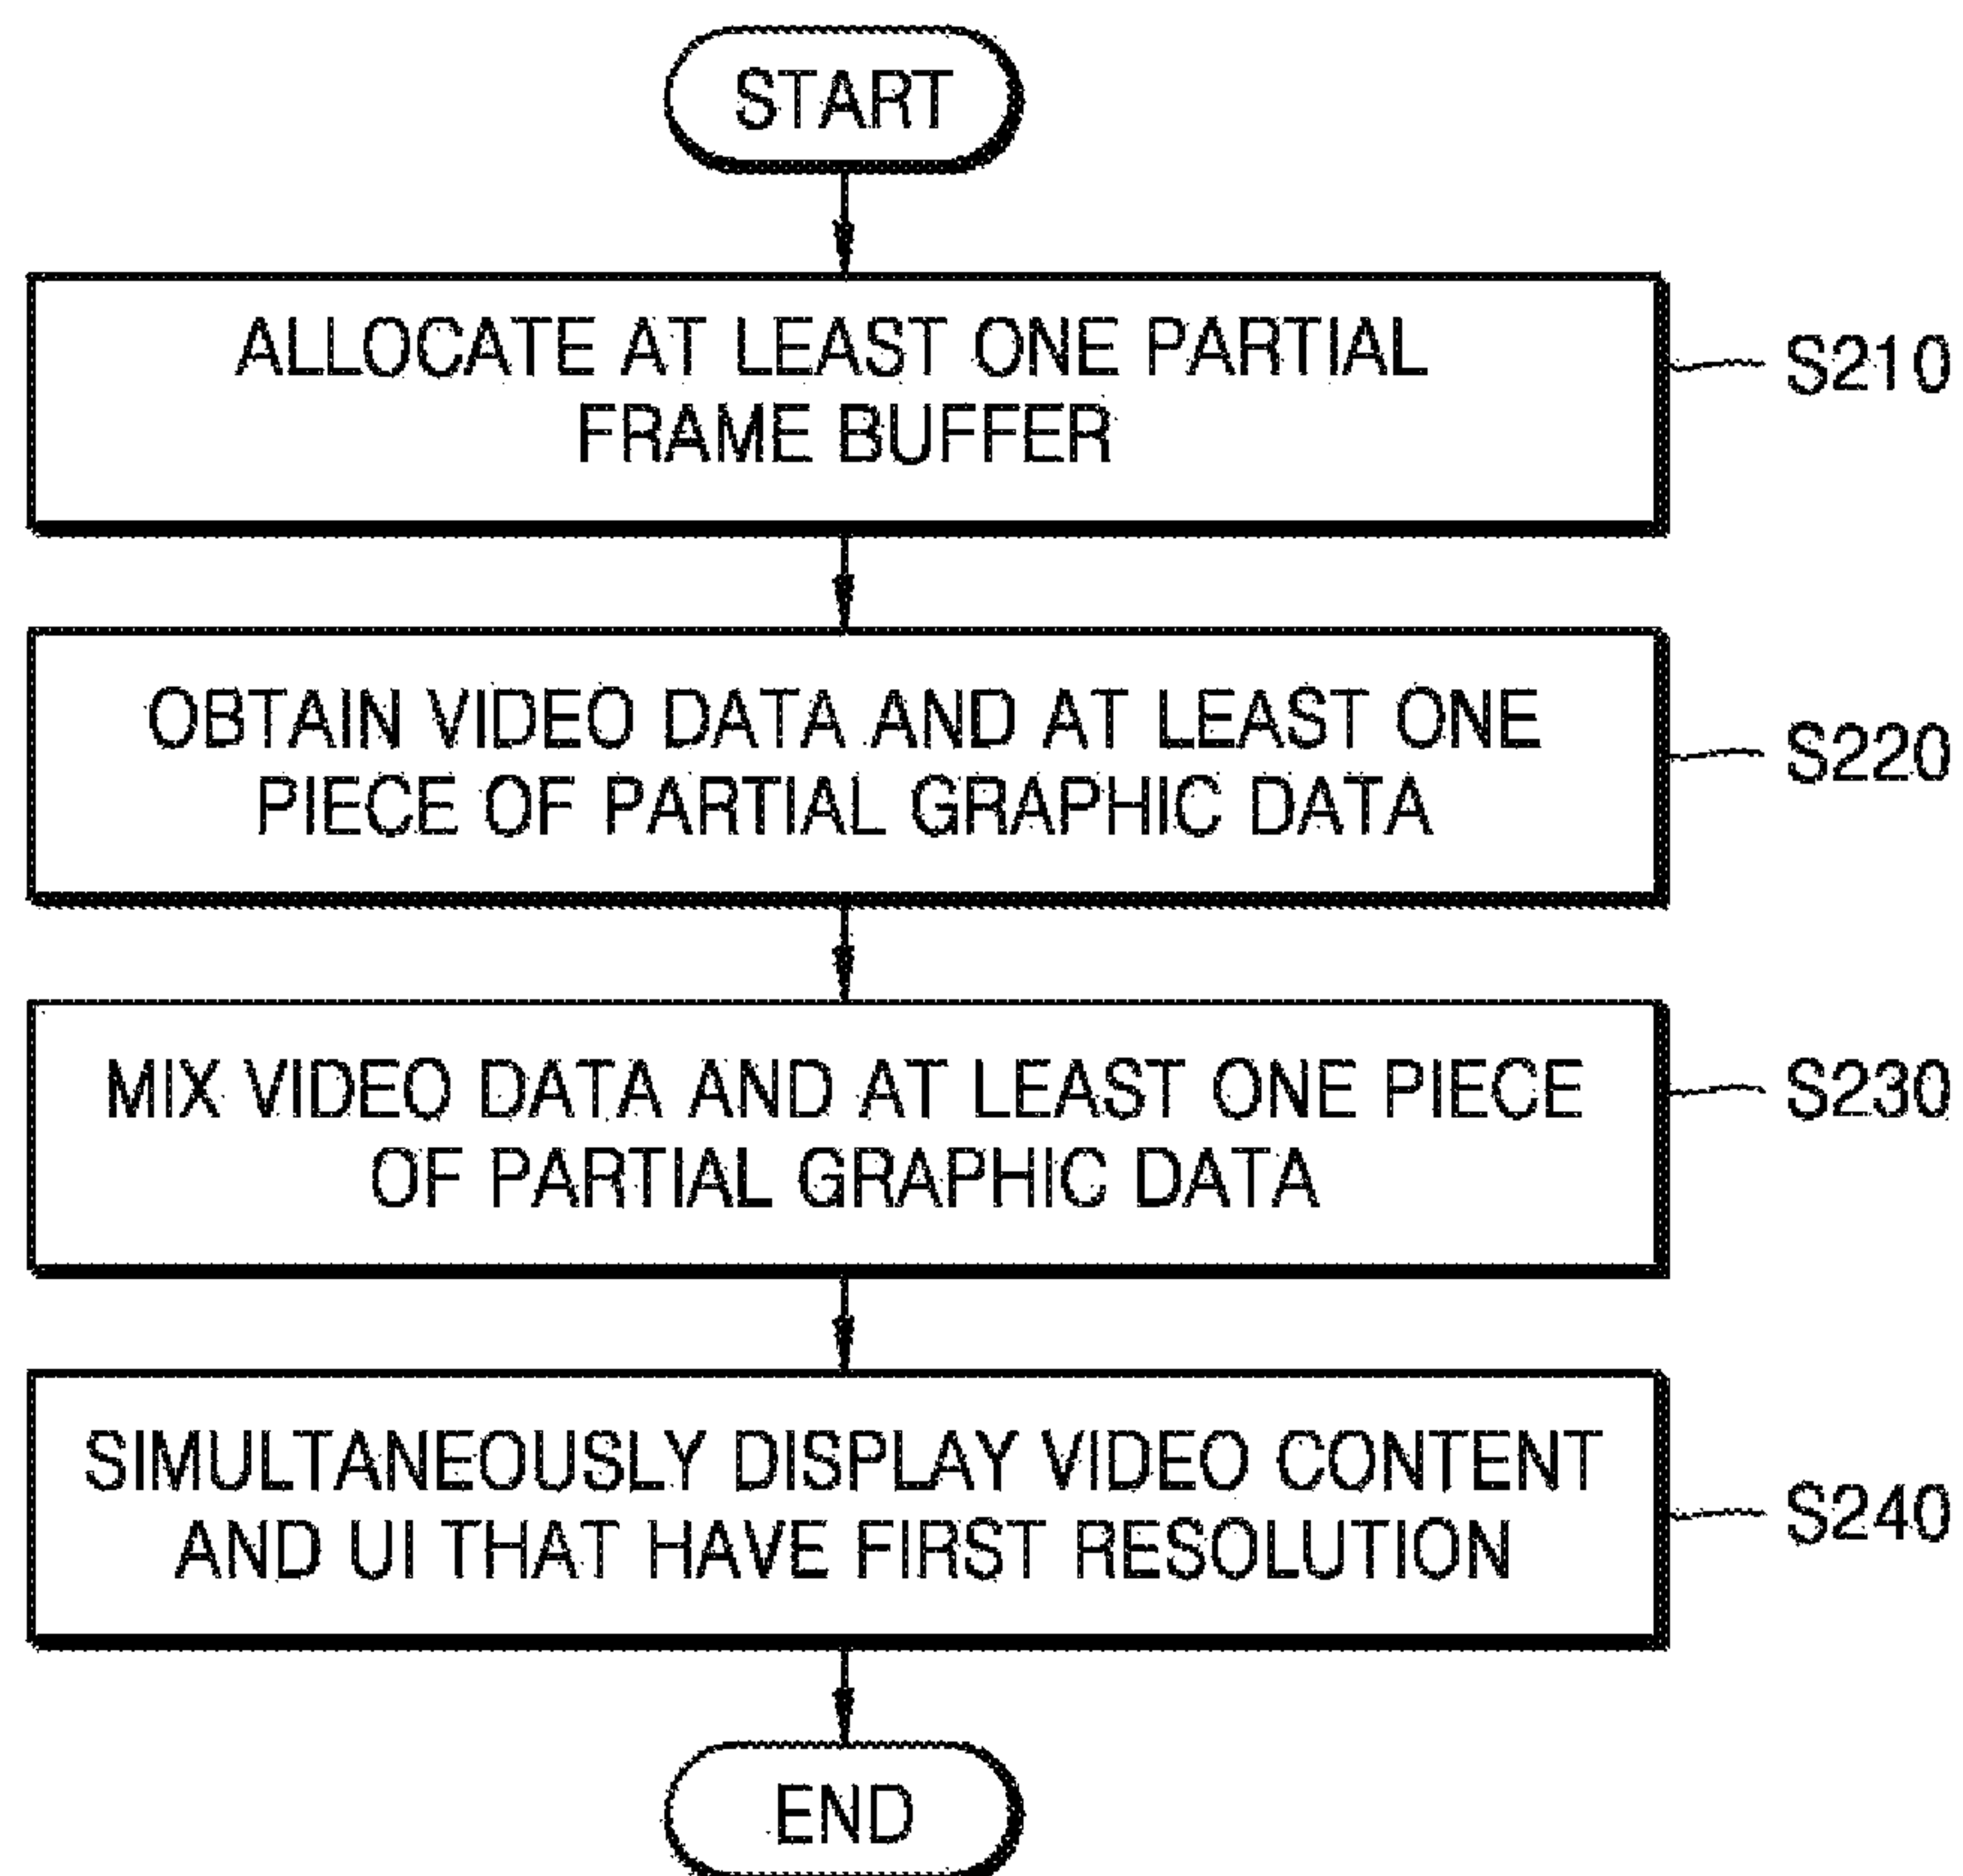 START
ALLOCATE AT LEAST ONE PARTIAL
FRAME BUFFER
S210
OBTAIN VIDEO DATA AND AT LEAST ONE
PIECE OF PARTIAL GRAPHIC DATA
S220
MIX VIDEO DATA AND AT LEAST ONE PIECE
OF PARTIAL GRAPHIC DATA
S230
SIMULTANEOUSLY DISPLAY VIDEO CONTENT
AND UI THAT HAVE FIRST RESOLUTION
S240
END